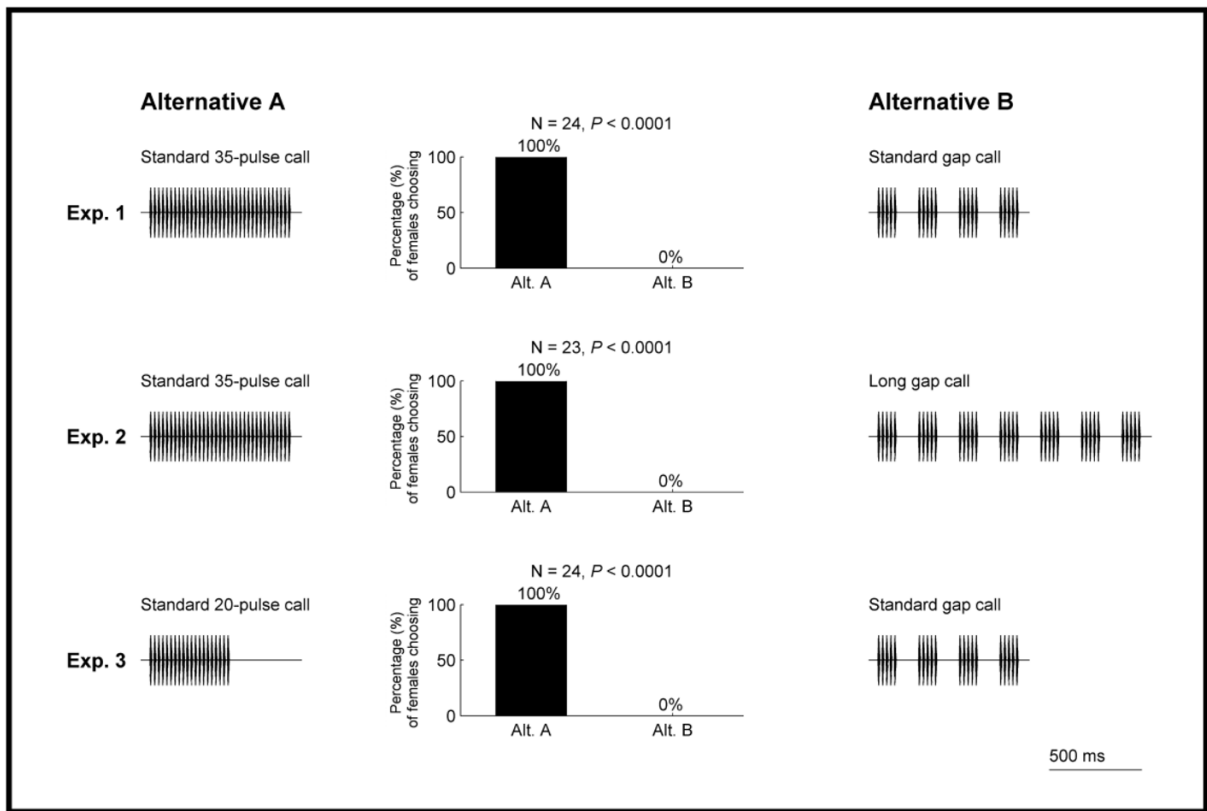 Alternative A
Alternative B
N = 24, P < 0.0001
Standard 35-pulse call
100%
Standard gap call
Exp. 1
Percentage (%)
of females choosing
100
50
0
0%
Alt. A
Alt. B
N = 23, P < 0.0001
Standard 35-pulse call
100%
Long gap call
Exp. 2
Percentage (%)
of females choosing
100
50
0
0%
Alt. A
Alt. B
N = 24, P < 0.0001
Standard 20-pulse call
100%
Standard gap call
Exp. 3
Percentage (%)
of females choosing
100
50
0
0%
Alt. A
Alt. B
500 ms